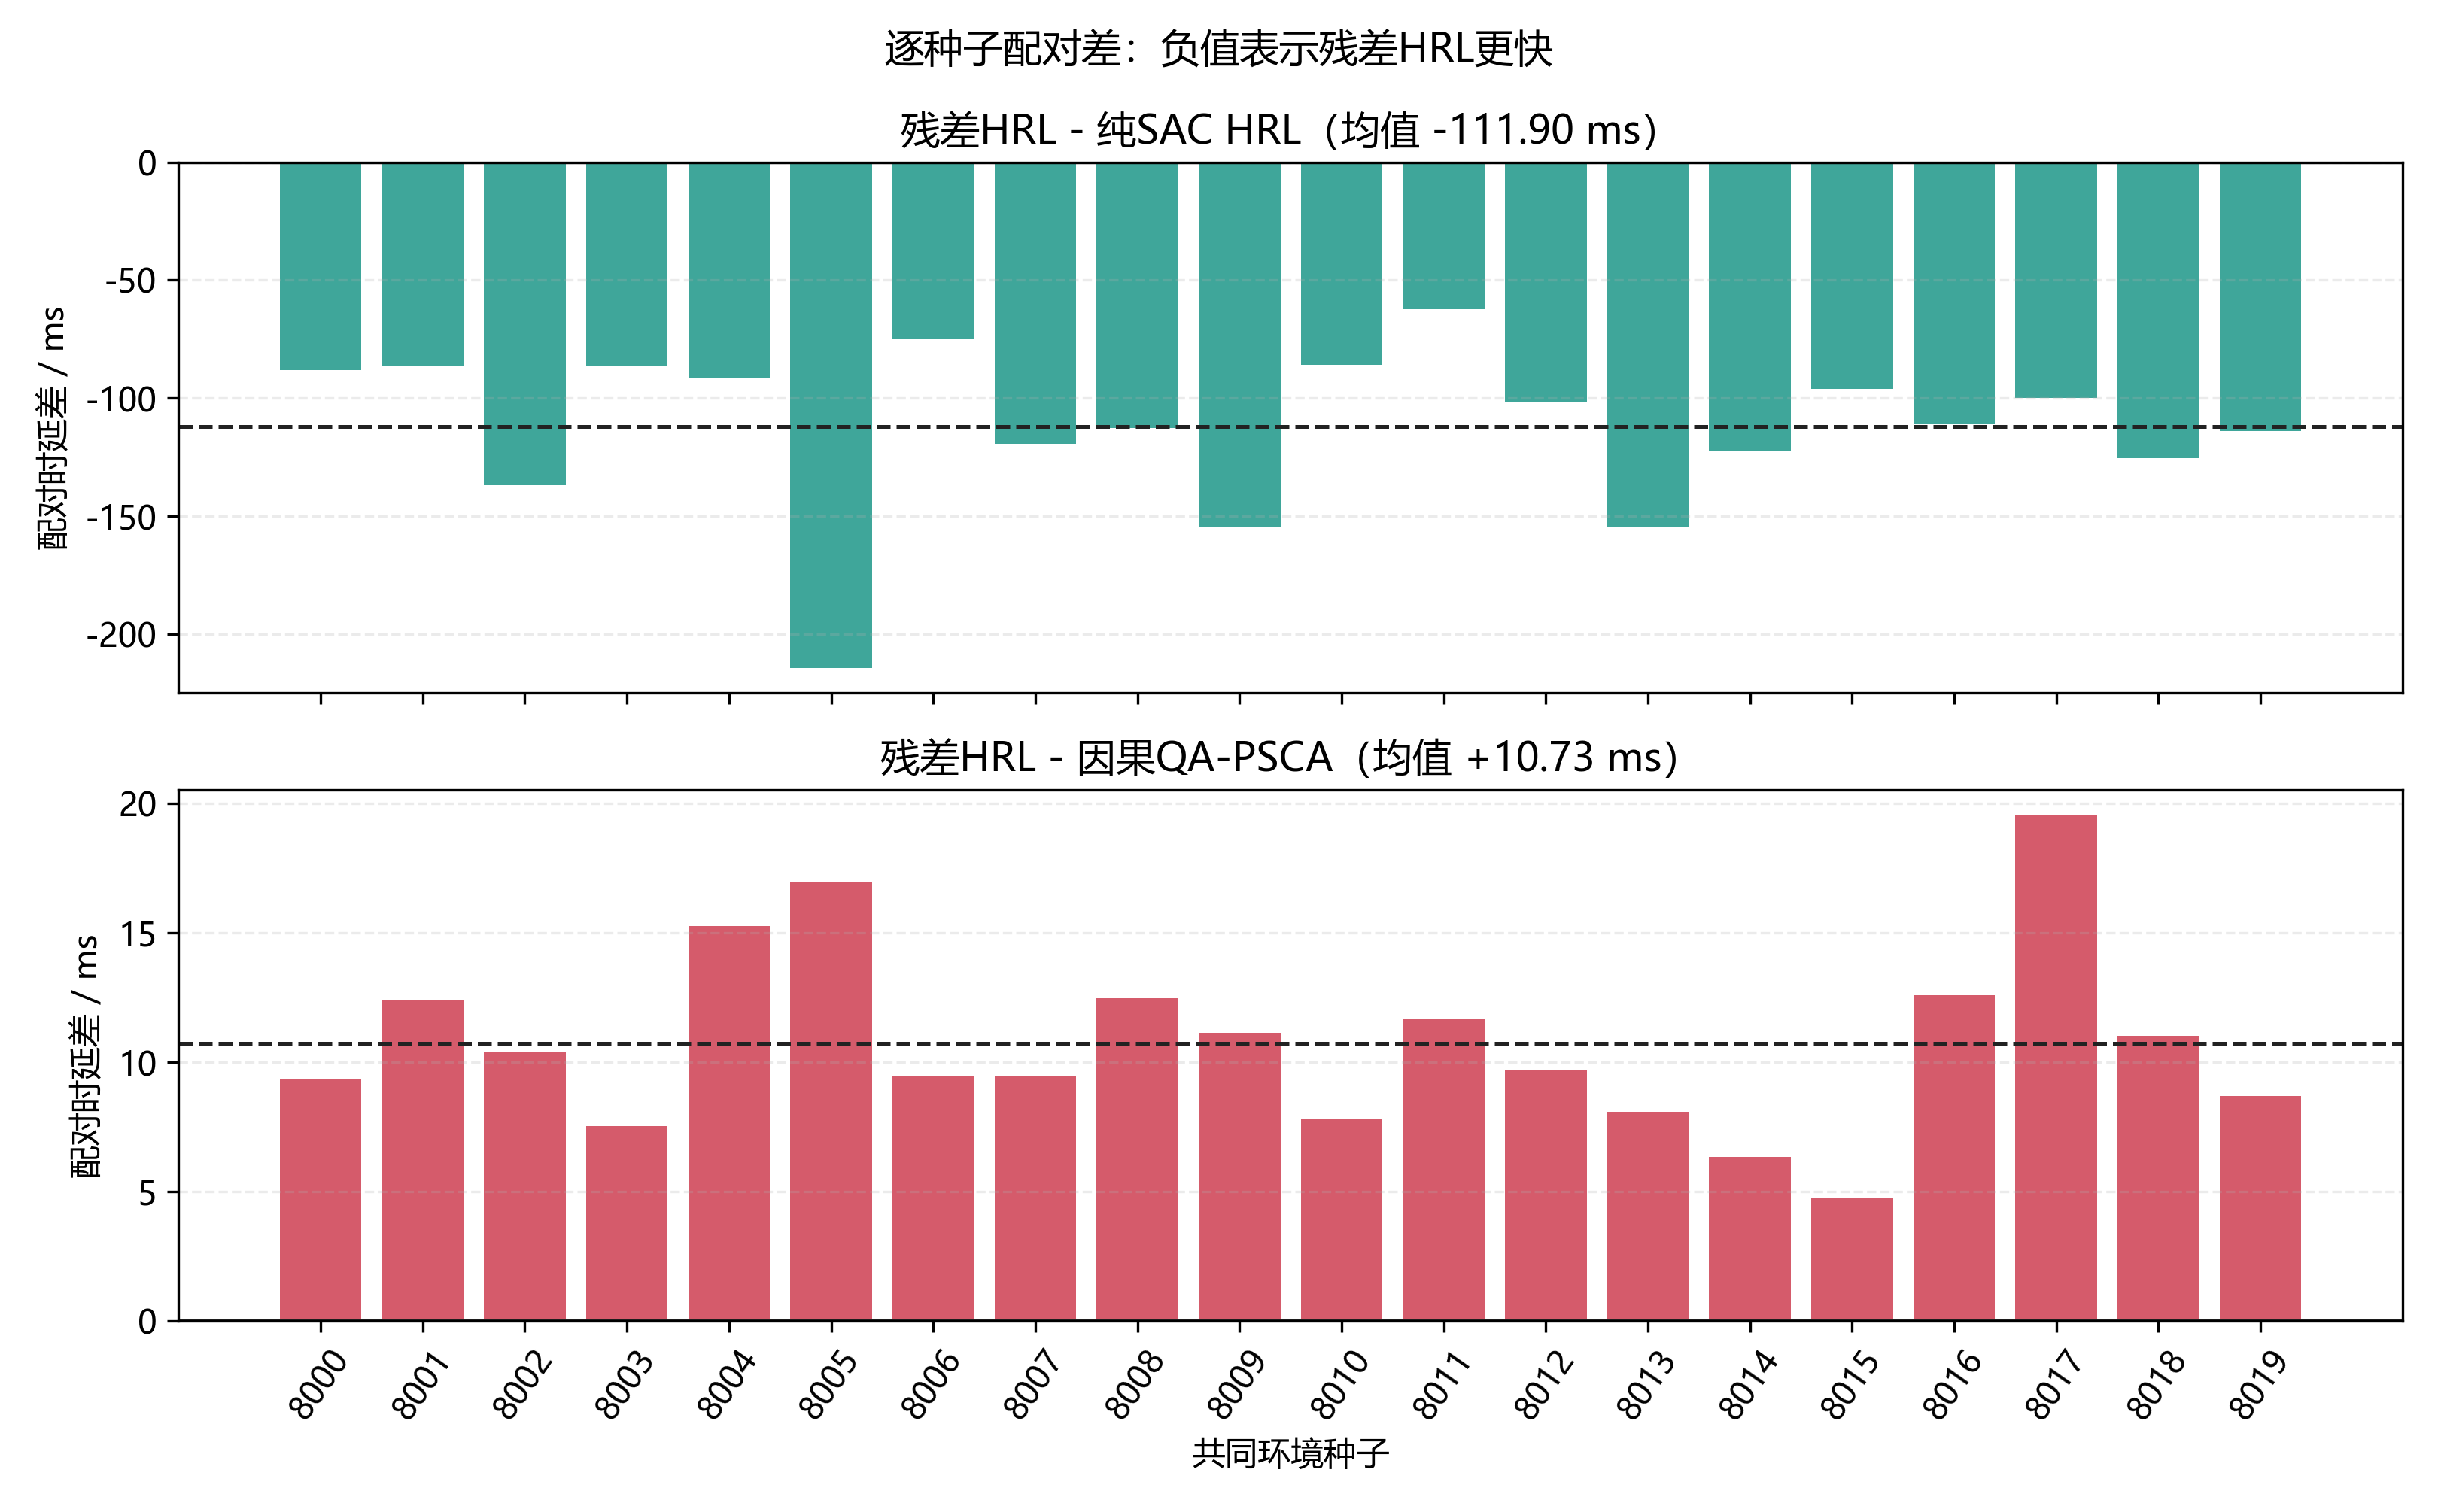 逐种子配对差：负值表示残差HRL更快
残差HRL - 纯SAC HRL（均值 -111.90 ms）
0
-50
-100
-150
-200
配对时延差 / ms
残差HRL - 因果QA-PSCA（均值 +10.73 ms）
20
15
10
5
0
配对时延差 / ms
8000 8001 8002 8003 8004 8005 8006 8007 8008 8009 8010 8011 8012 8013 8014 8015 8016 8017 8018 8019
共同环境种子